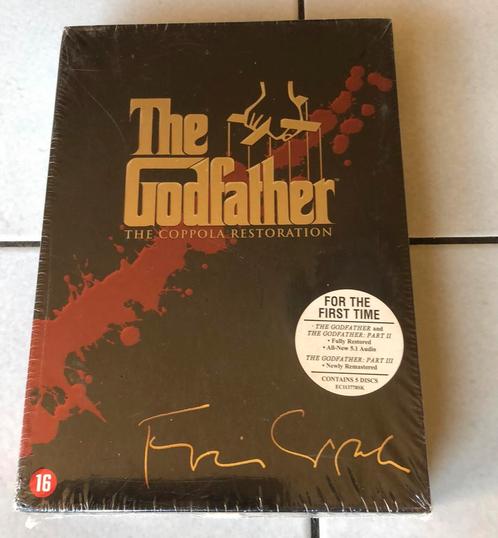 The
Godfather
THE COPPOLA RESTORATION
FOR THE
FIRST TIME
· THE GODFATHER and
THE GODFATHER: PART II
• Fully Restored
• All-New 5.1 Audio
THE GODFATHER: PART III
• Newly Remastered
CONTAINS 5 DISCS
16